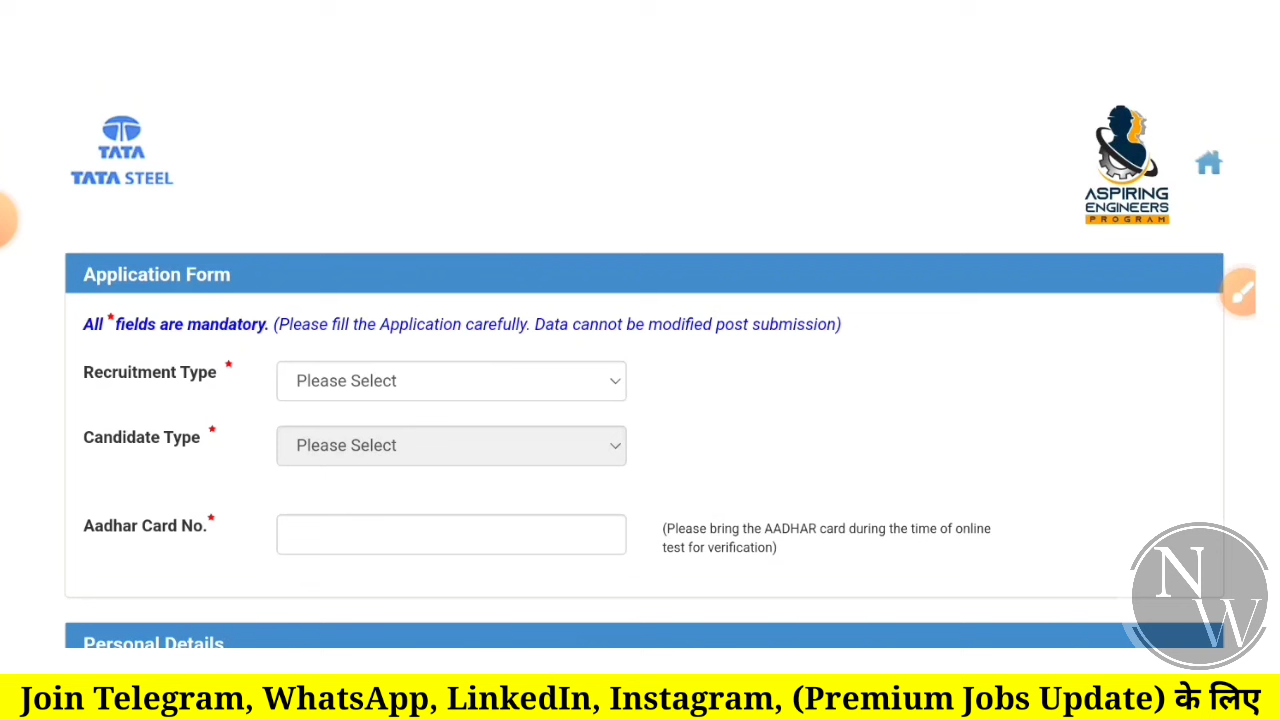 TATA
TATA STEEL
ASPIRING
ENGINEERS
PROGRAM
Application Form
All *fields are mandatory. (Please fill the Application carefully. Data cannot be modified post submission)
Recruitment Type *
Please Select
Candidate Type *
Please Select
Aadhar Card No.*
(Please bring the AADHAR card during the time of online
test for verification)
Personal Details
NW
Join Telegram, WhatsApp, LinkedIn, Instagram, (Premium Jobs Update) के लिए